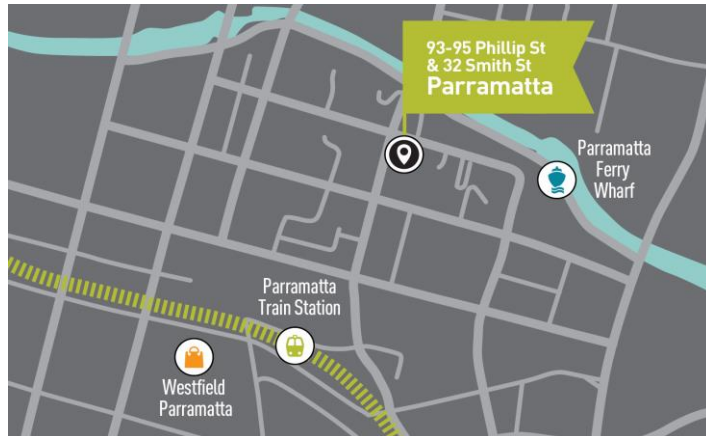 93-95 Phillip St
& 32 Smith St
Parramatta
Parramatta
Ferry
Wharf
Parramatta
Train Station
Westfield
Parramatta